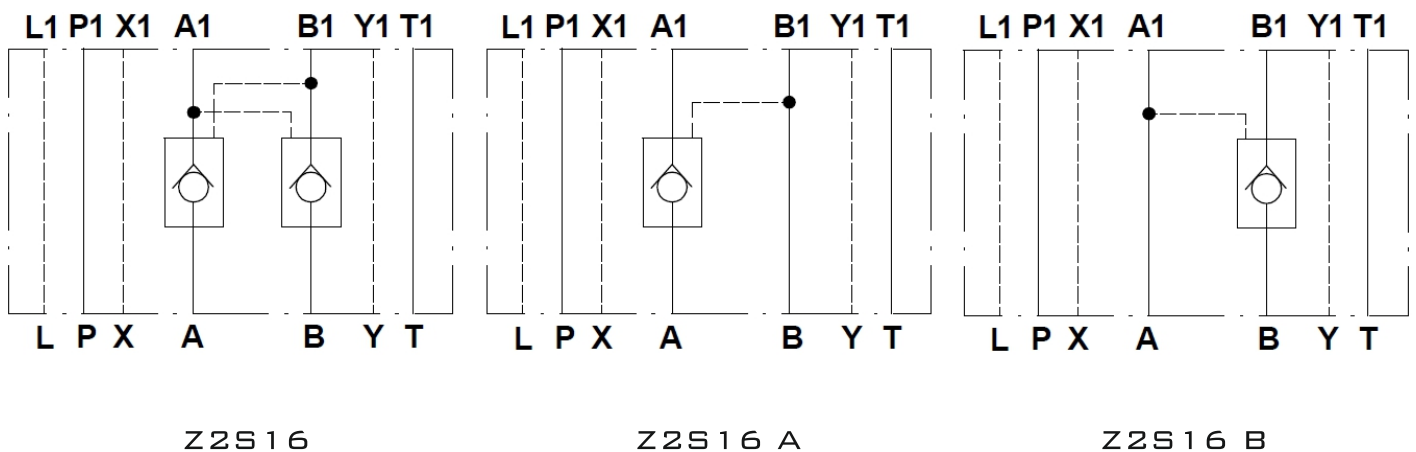 L1 P1 X1 A1 B1 Y1 T1 L1 P1 X1 A1 B1 Y1 T1 L1 P1 X1 A1 B1 Y1 T1
L P X A B Y T L P X A B Y T L P X A B Y T
Z2S16 Z2S16 A Z2S16 B